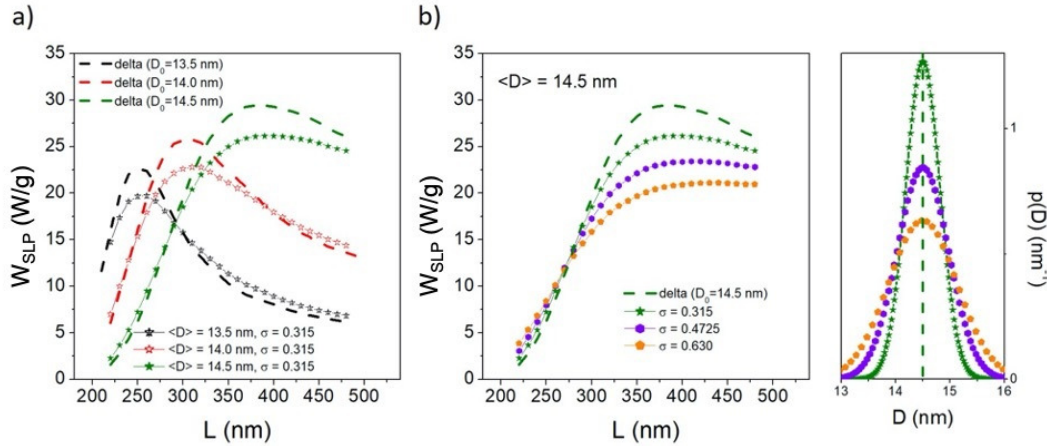 a)
35
30
25
20
15
10
5
0
W_SLP (W/g)
delta (D_0=13.5 nm)
delta (D_0=14.0 nm)
delta (D_0=14.5 nm)
<D> = 13.5 nm, σ = 0.315
<D> = 14.0 nm, σ = 0.315
<D> = 14.5 nm, σ = 0.315
200 250 300 350 400 450 500
L (nm)
b)
35
30
25
20
15
10
5
0
W_SLP (W/g)
<D> = 14.5 nm
delta (D_0=14.5 nm)
σ = 0.315
σ = 0.4725
σ = 0.630
200 250 300 350 400 450 500
L (nm)
1
0
p(D) (nm⁻¹)
13 14 15 16
D (nm)